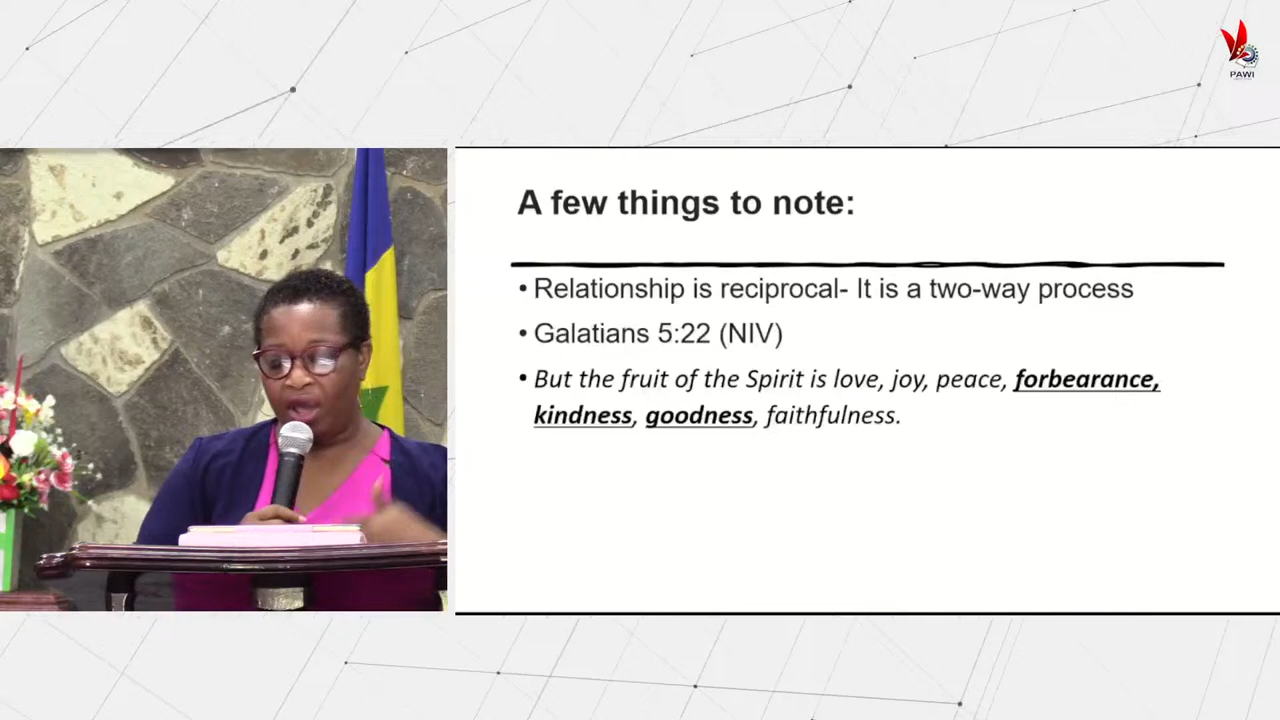 PAWI
A few things to note:
• Relationship is reciprocal- It is a two-way process
• Galatians 5:22 (NIV)
• But the fruit of the Spirit is love, joy, peace, forbearance,
kindness, goodness, faithfulness.